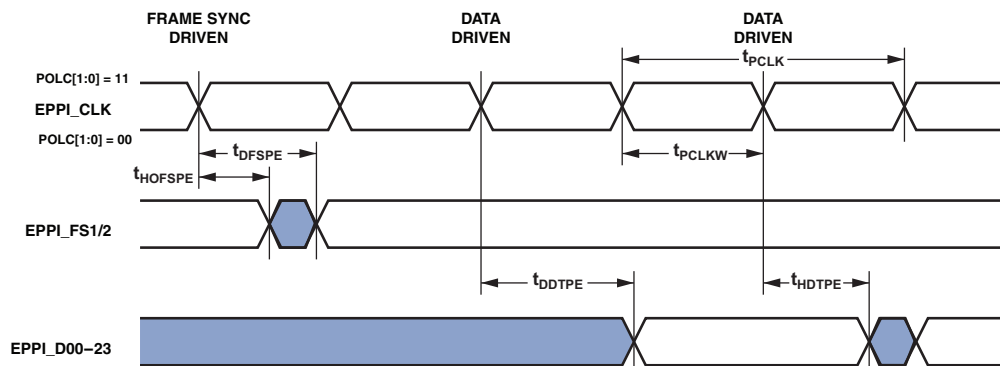 FRAME SYNC
DRIVEN
DATA
DRIVEN
DATA
DRIVEN
tPCLK
POLC[1:0] = 11
EPPI_CLK
POLC[1:0] = 00
tDFSPE
tPCLKW
tHOFSPE
EPPI_FS1/2
tDDTPE
tHDTPE
EPPI_D00–23